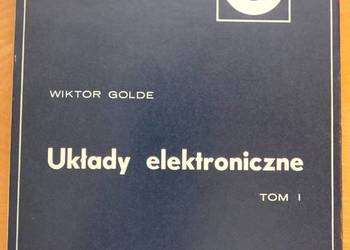 WIKTOR GOLDE
Układy elektroniczne
TOM I